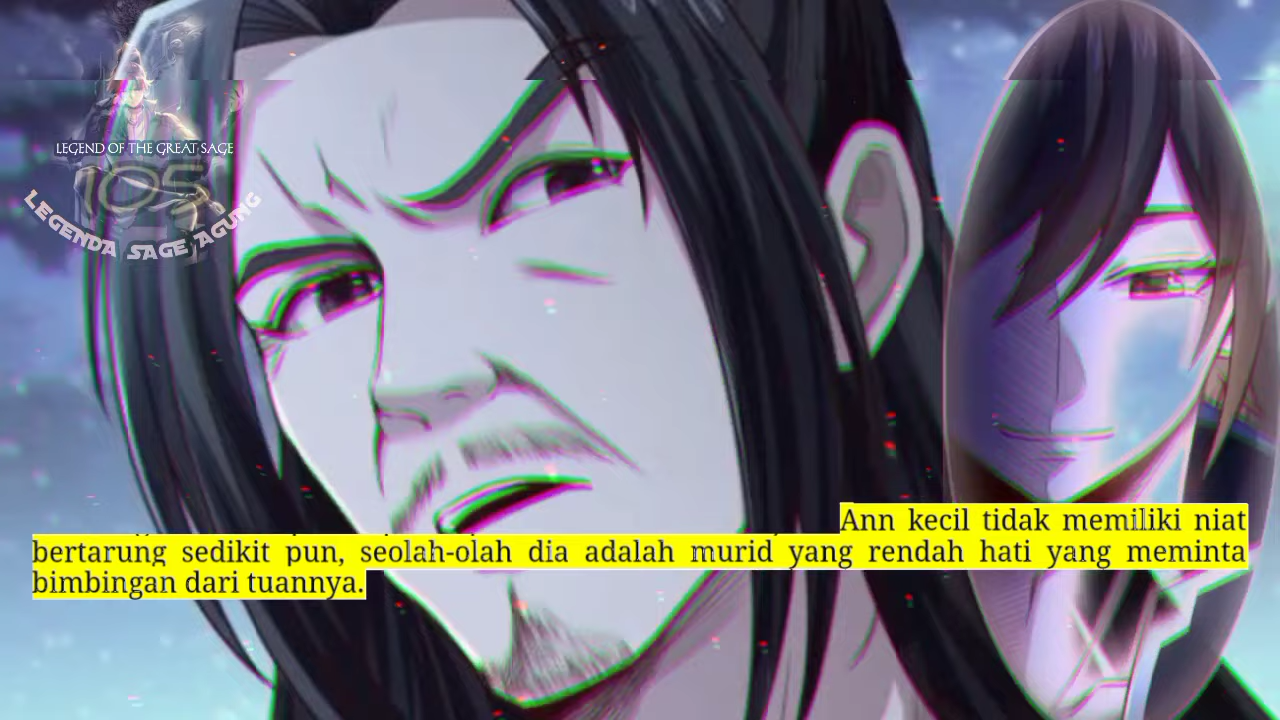 LEGEND OF THE GREAT SAGE
105
LEGENDA SAGE AGUNG
Ann kecil tidak memiliki niat
bertarung sedikit pun, seolah-olah dia adalah murid yang rendah hati yang meminta
bimbingan dari tuannya.